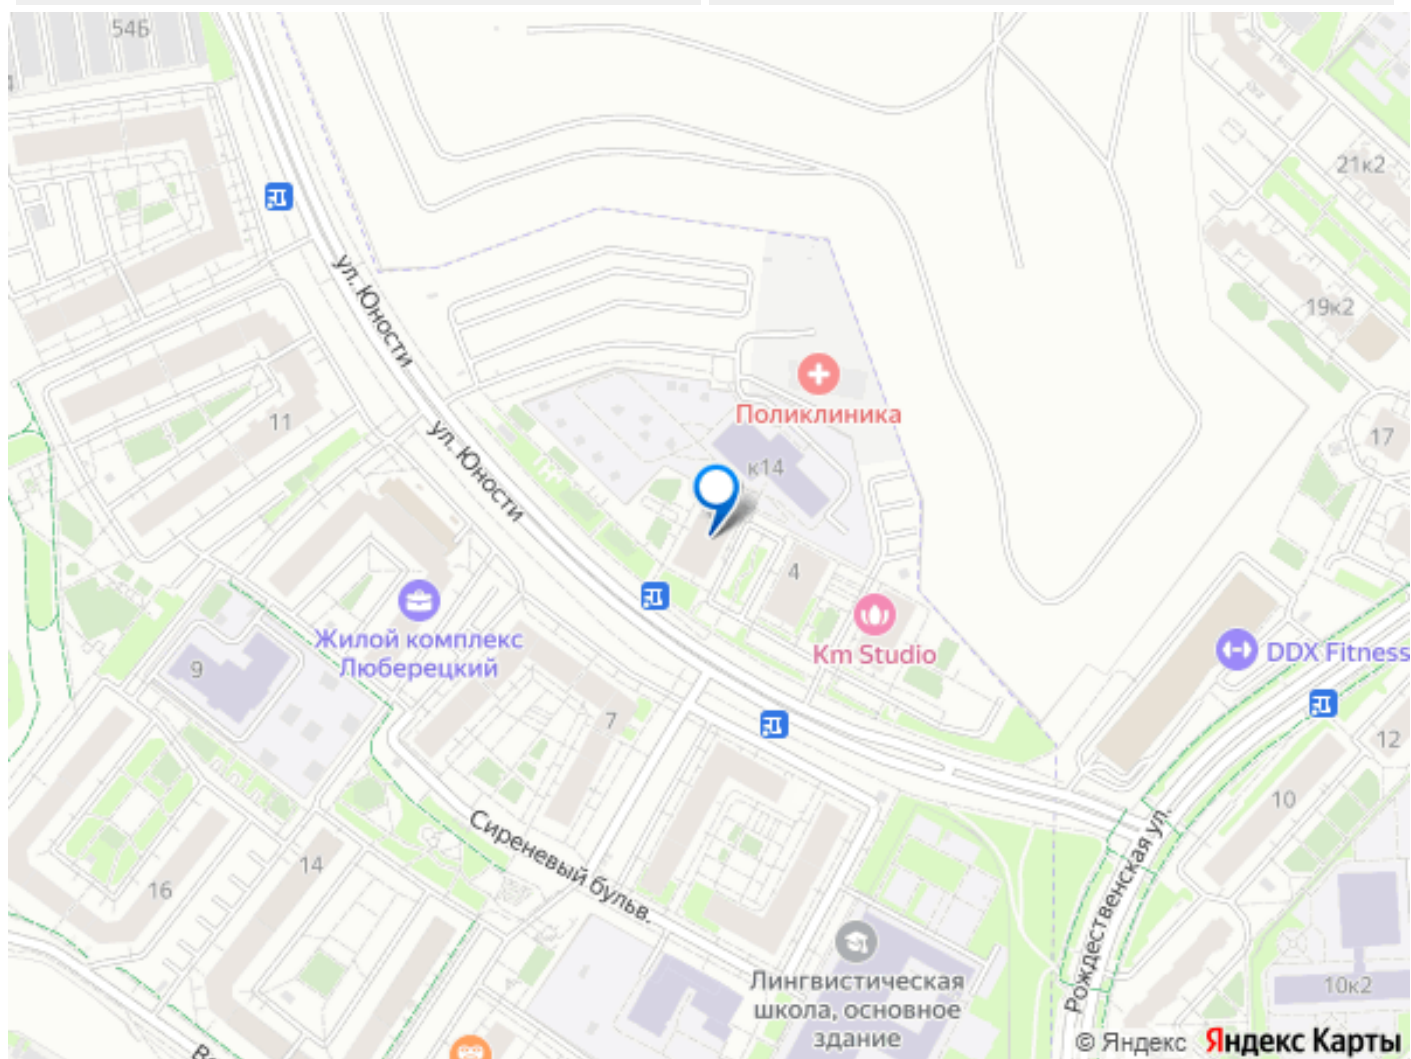 54Б
21к2
ул. Юности
19к2
Поликлиника
17
11
ул. Юности
к14
4
Жилой комплекс
Люберецкий
Km Studio
DDX Fitness
9
7
12
10
Сиреневый бульв.
Рождественская ул.
14
16
Лингвистическая
школа, основное
здание
10к2
© Яндекс Яндекс Карты